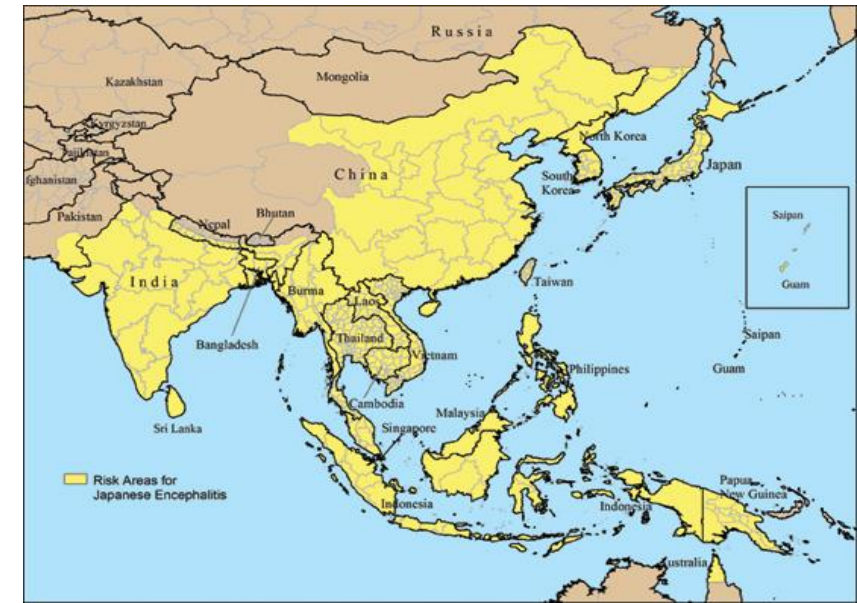 Russia
Kazakhstan
Mongolia
Kyrgyzstan
Tajikistan
North Korea
Japan
China
South
Korea
fghanistan
Pakistan
Nepal
Bhutan
Saipan
India
Taiwan
Guam
Burma
Laos
Bangladesh
Thailand
Vietnam
Saipan
Philippines
Guam
Cambodia
Malaysia
Sri Lanka
Singapore
Risk Areas for
Japanese Encephalitis
Papua
New Guinea
Indonesia
Indonesia
Australia